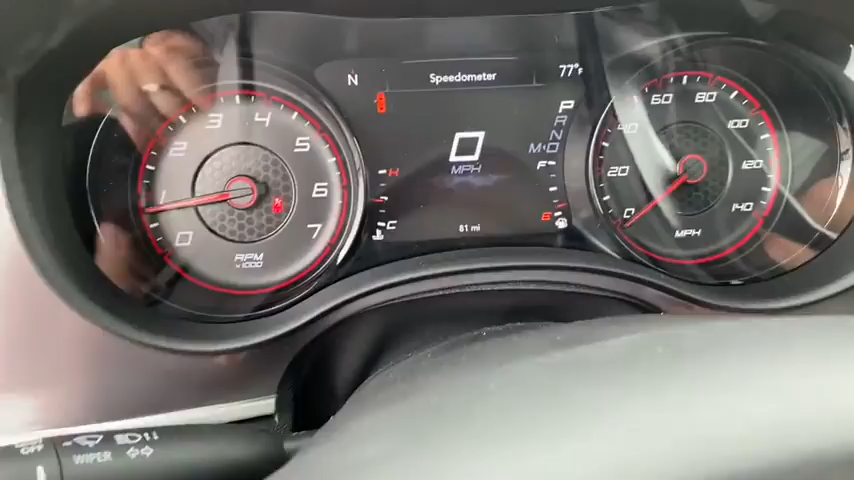 N Speedometer 77°F
0 1 2 3 4 5 6 7
RPM
x1000
H
C
0
MPH
81 mi
P
R
N
M•D
F
E
0 20 40 60 80 100 120 140
MPH
OFF
WIPER